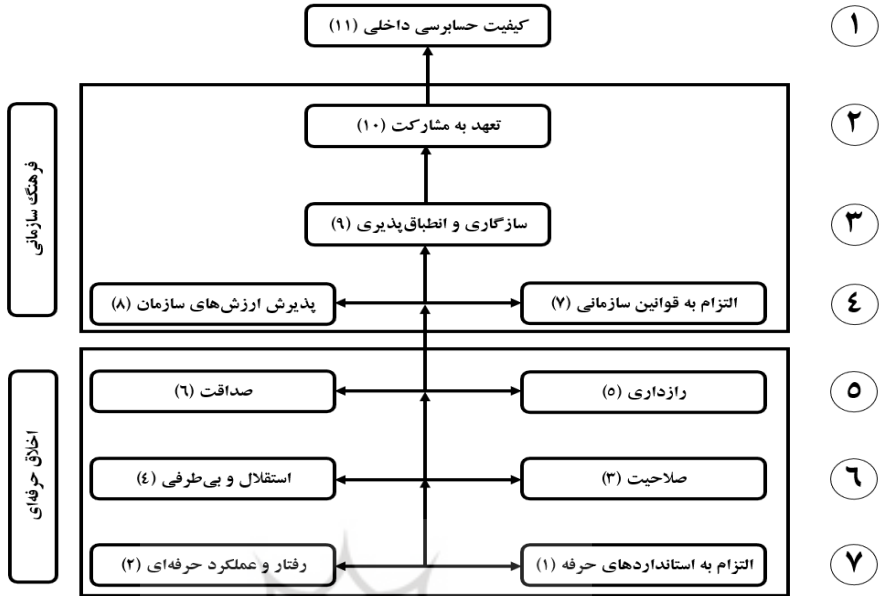 کیفیت حسابرسی داخلی (۱۱)
۱
تعهد به مشارکت (۱۰)
۲
فرهنگ سازمانی
سازگاری و انطباق‌پذیری (۹)
۳
التزام به قوانین سازمانی (۷)
پذیرش ارزش‌های سازمان (۸)
٤
رازداری (٥)
صداقت (٦)
٥
اخلاق حرفه‌ای
صلاحیت (۳)
استقلال و بی‌طرفی (٤)
٦
التزام به استانداردهای حرفه (۱)
رفتار و عملکرد حرفه‌ای (۲)
۷